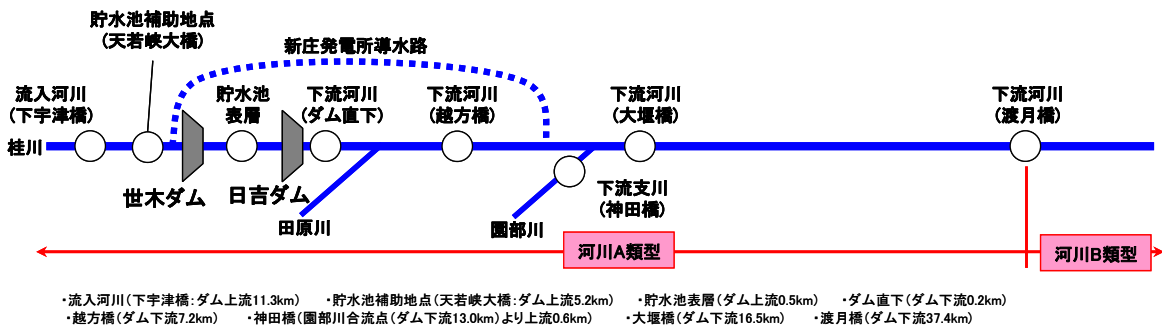 貯水池補助地点
(天若峡大橋)
新庄発電所導水路
流入河川
(下宇津橋)
貯水池
表層
下流河川
(ダム直下)
下流河川
(越方橋)
下流河川
(大堰橋)
下流河川
(渡月橋)
桂川
世木ダム
日吉ダム
下流支川
(神田橋)
田原川
園部川
河川A類型
河川B類型
・流入河川(下宇津橋:ダム上流11.3km) ・貯水池補助地点(天若峡大橋:ダム上流5.2km) ・貯水池表層(ダム上流0.5km) ・ダム直下(ダム下流0.2km)
・越方橋(ダム下流7.2km) ・神田橋(園部川合流点(ダム下流13.0km)より上流0.6km) ・大堰橋(ダム下流16.5km) ・渡月橋(ダム下流37.4km)